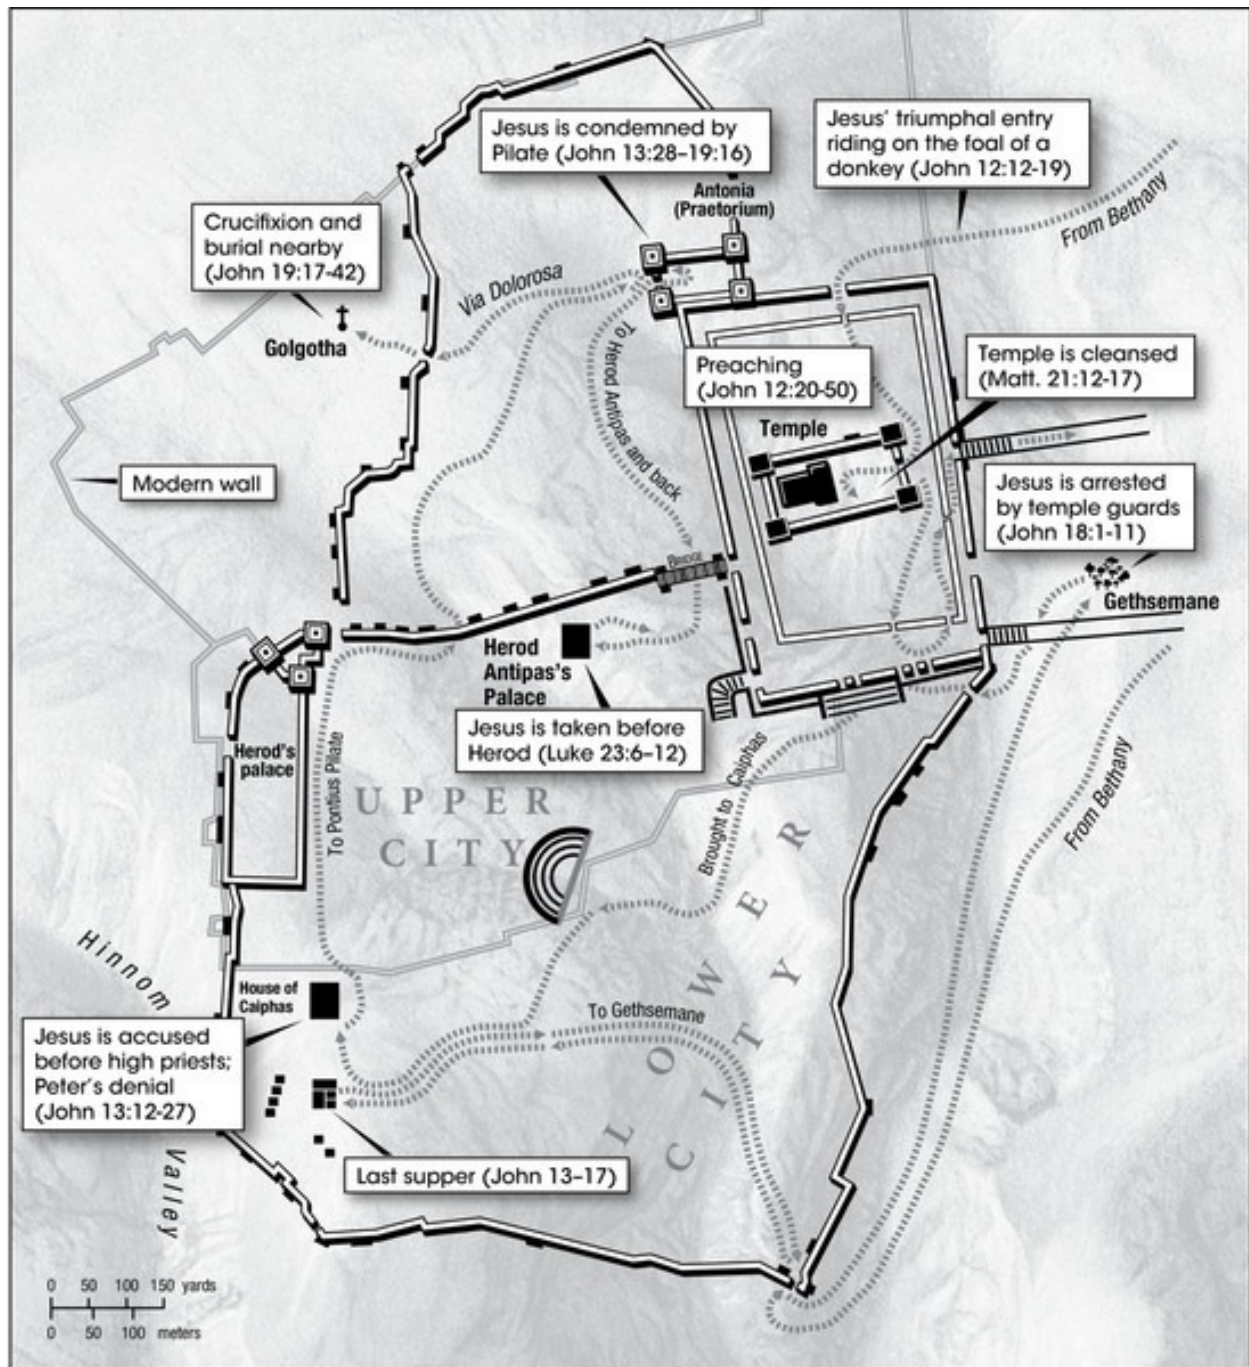 Jesus is condemned by
Pilate (John 13:28–19:16)
Jesus' triumphal entry
riding on the foal of a
donkey (John 12:12-19)
Antonia
(Praetorium)
From Bethany
Crucifixion and
burial nearby
(John 19:17-42)
Via Dolorosa
Golgotha
To Herod Antipas and back
Preaching
(John 12:20-50)
Temple is cleansed
(Matt. 21:12-17)
Temple
Modern wall
Jesus is arrested
by temple guards
(John 18:1-11)
Bridge
Gethsemane
Herod
Antipas's
Palace
Jesus is taken before
Herod (Luke 23:6–12)
Herod's
palace
To Pontius Pilate
UPPER
CITY
Brought to Caiphas
From Bethany
LOWER
CITY
Hinnom
Valley
House of
Caiphas
To Gethsemane
Jesus is accused
before high priests;
Peter's denial
(John 13:12-27)
Last supper (John 13–17)
0 50 100 150 yards
0 50 100 meters